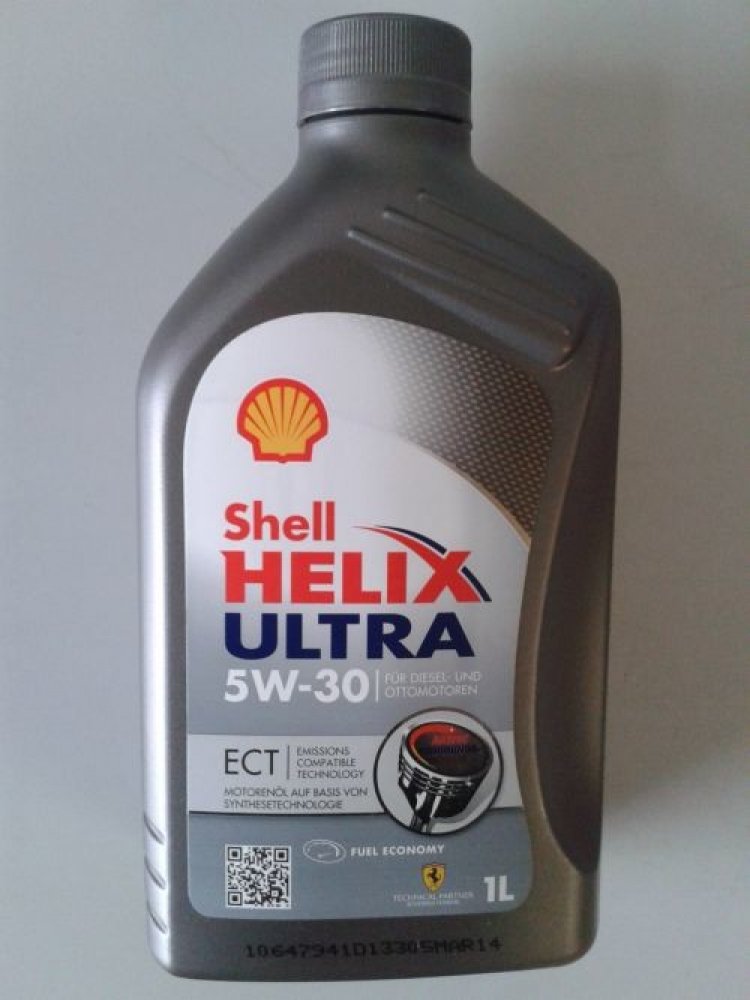 Shell
HELIX
ULTRA
5W-30
FÜR DIESEL- UND
OTTOMOTOREN
ECT
EMISSIONS
COMPATIBLE
TECHNOLOGY
MOTORENÖL AUF BASIS VON
SYNTHESETECHNOLOGIE
FUEL ECONOMY
TECHNICAL PARTNER
1L
10647941D13305MAR14